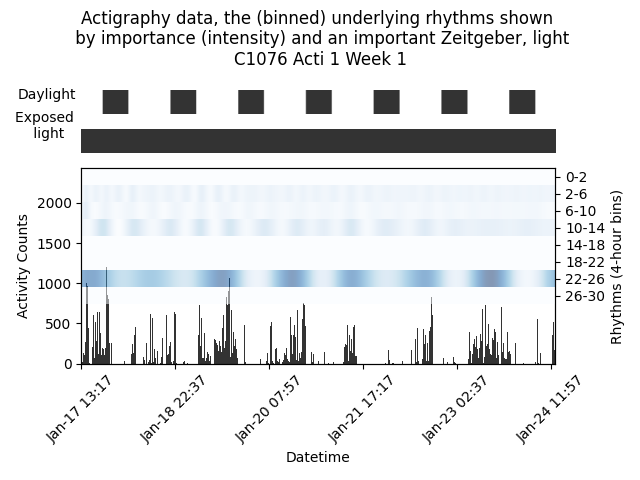 Actigraphy data, the (binned) underlying rhythms shown
by importance (intensity) and an important Zeitgeber, light
C1076 Acti 1 Week 1
Daylight
Exposed
light
Activity Counts
2000
1500
1000
500
0
0-2
2-6
6-10
10-14
14-18
18-22
22-26
26-30
Rhythms (4-hour bins)
Jan-17 13:17
Jan-18 22:37
Jan-20 07:57
Jan-21 17:17
Jan-23 02:37
Jan-24 11:57
Datetime